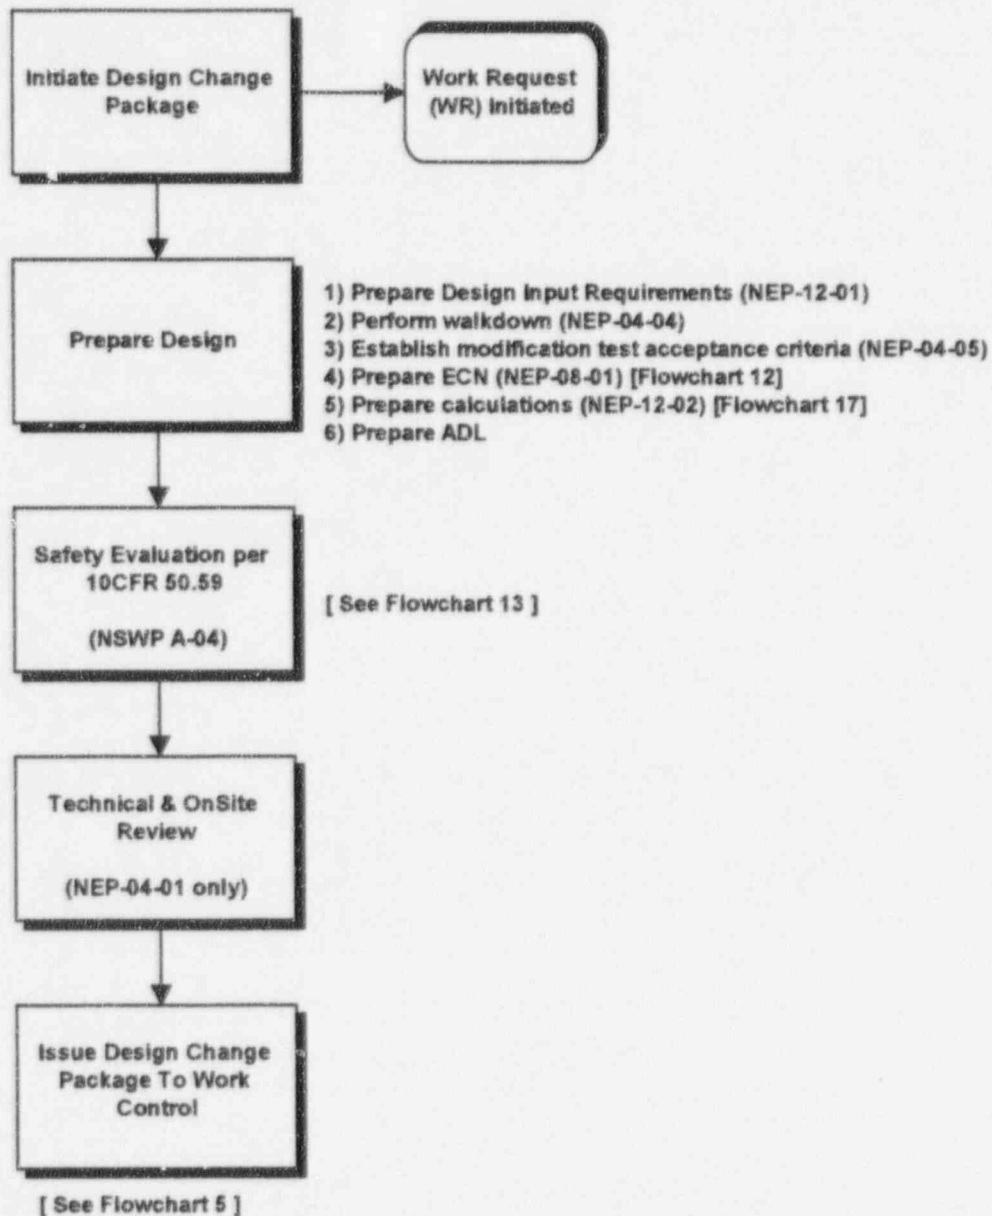 Initiate Design Change
Package
Work Request
(WR) Initiated
Prepare Design
1) Prepare Design Input Requirements (NEP-12-01)
2) Perform walkdown (NEP-04-04)
3) Establish modification test acceptance criteria (NEP-04-05)
4) Prepare ECN (NEP-08-01) [Flowchart 12]
5) Prepare calculations (NEP-12-02) [Flowchart 17]
6) Prepare ADL
Safety Evaluation per
10CFR 50.59
(NSWP A-04)
[ See Flowchart 13 ]
Technical & OnSite
Review
(NEP-04-01 only)
Issue Design Change
Package To Work
Control
[ See Flowchart 5 ]